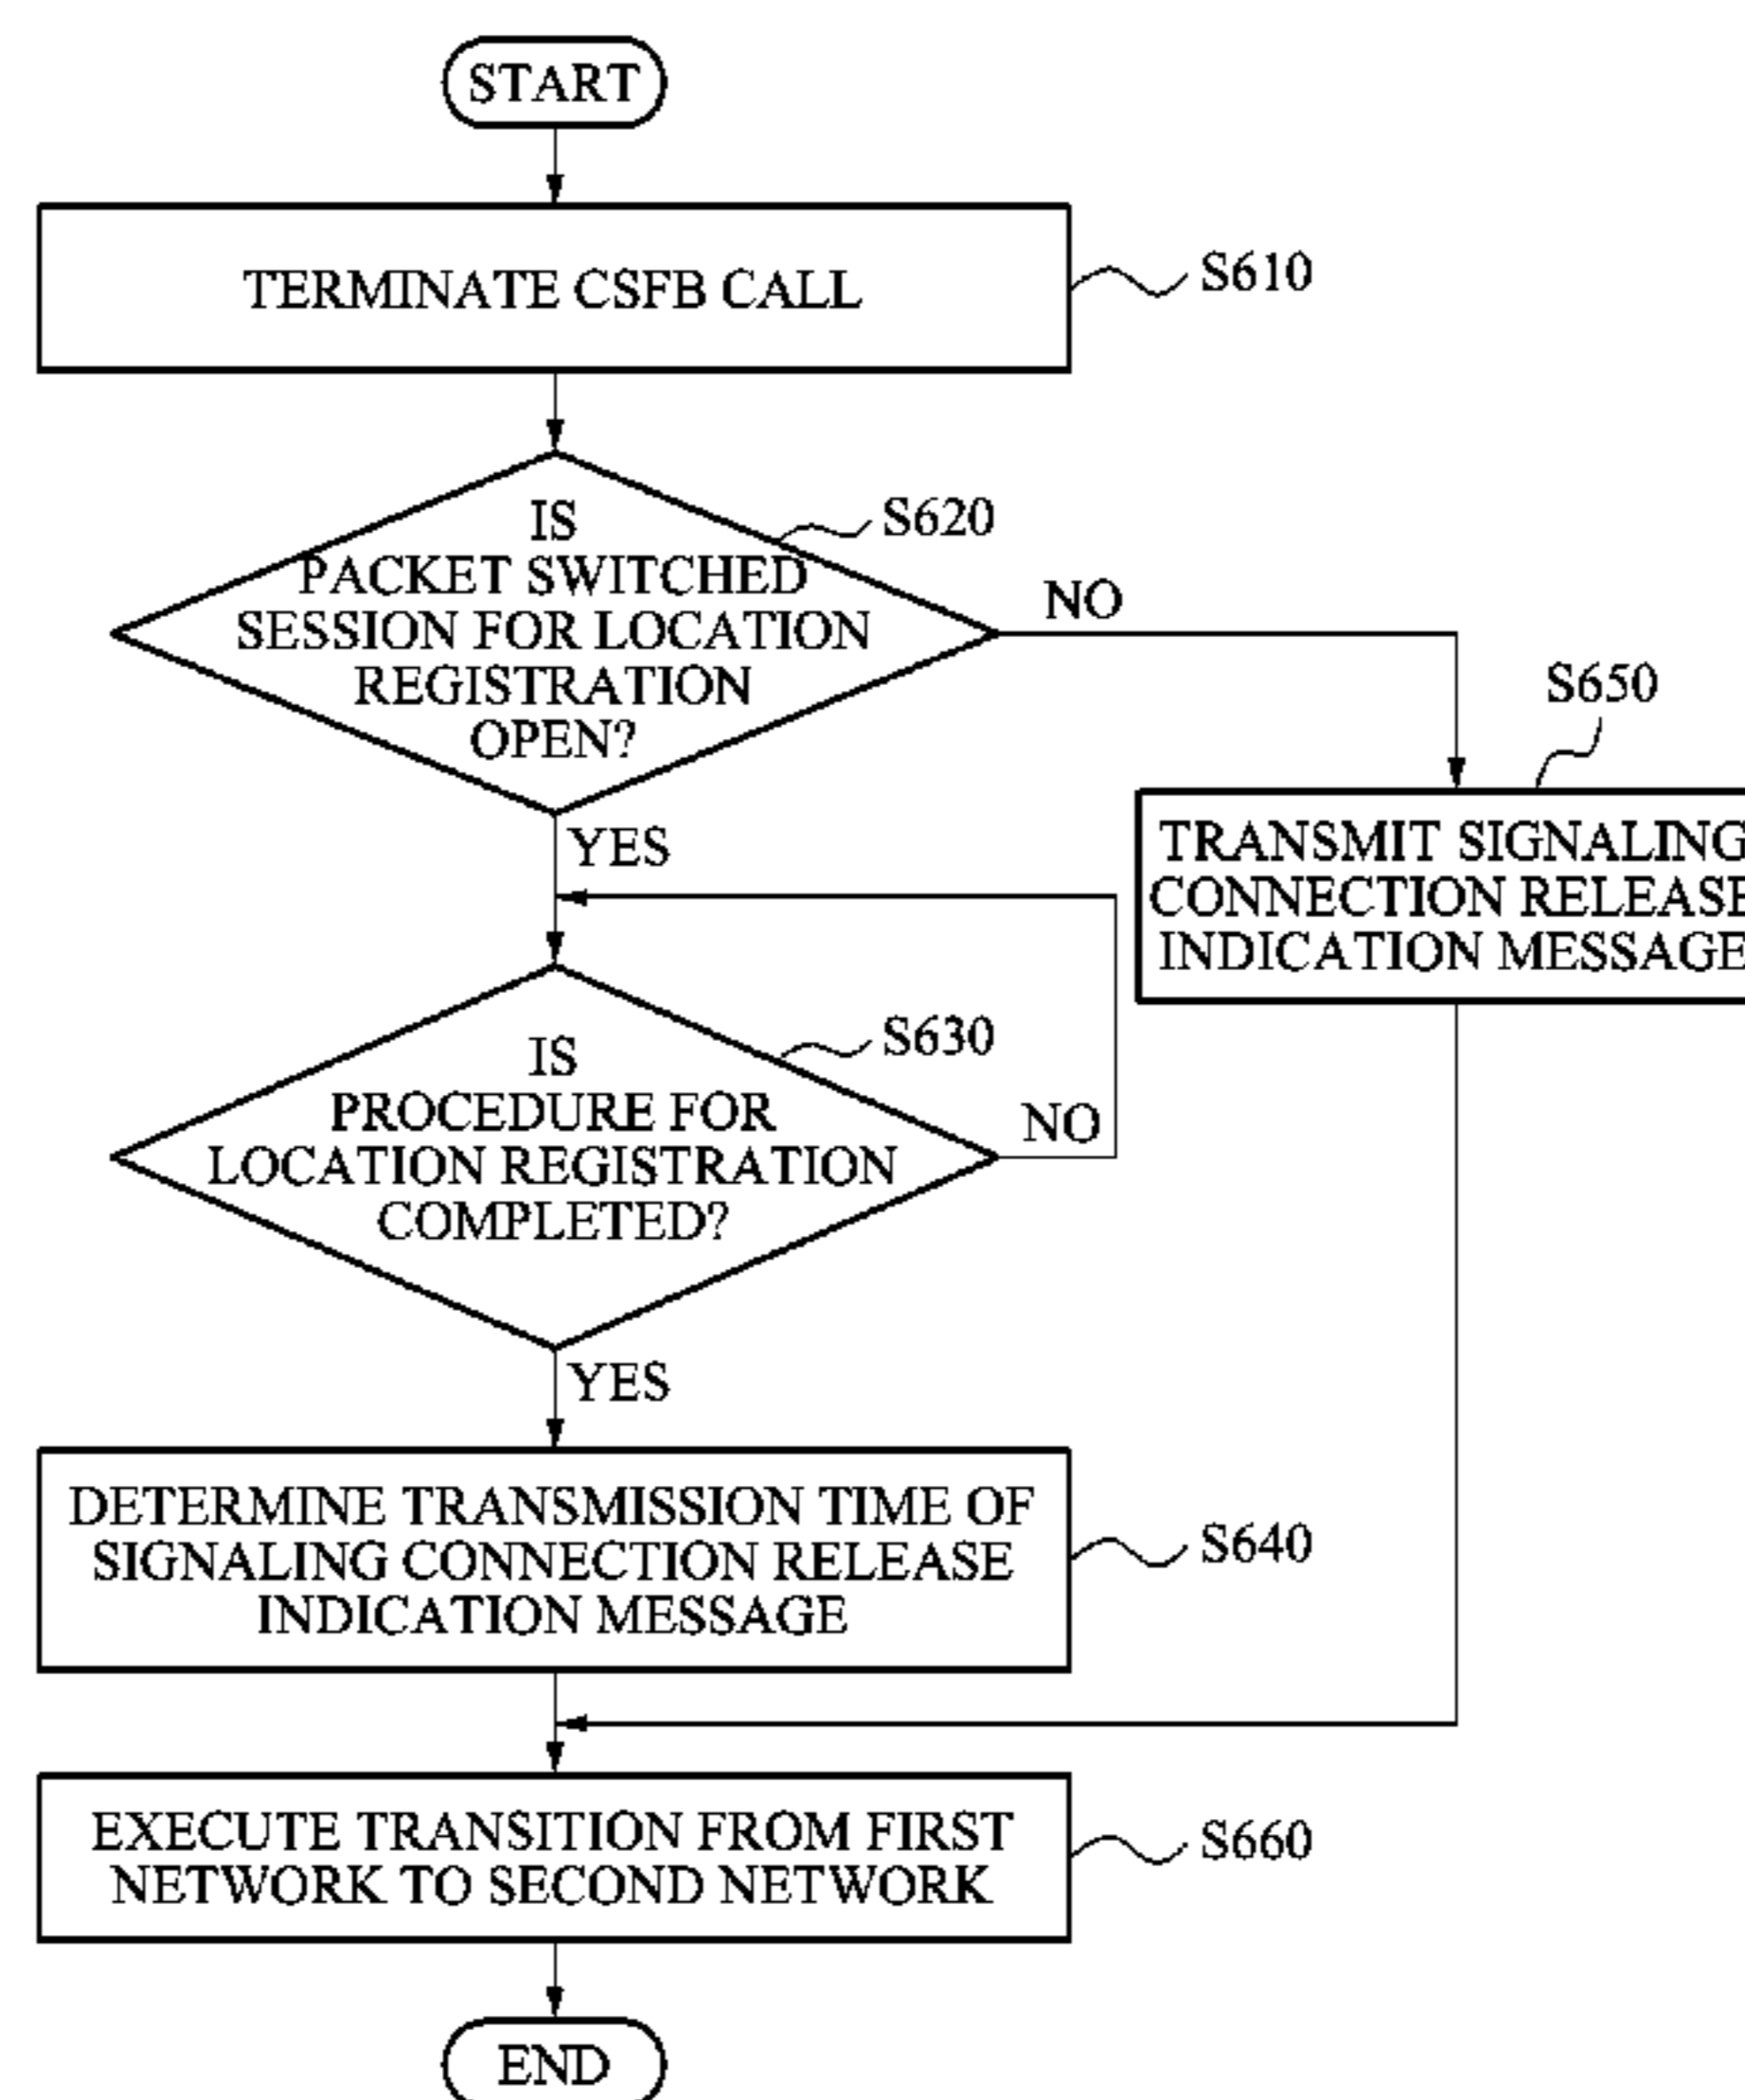 START
TERMINATE CSFB CALL
S610
IS
PACKET SWITCHED
SESSION FOR LOCATION
REGISTRATION
OPEN?
S620
NO
YES
S650
TRANSMIT SIGNALING
CONNECTION RELEASE
INDICATION MESSAGE
IS
PROCEDURE FOR
LOCATION REGISTRATION
COMPLETED?
S630
NO
YES
DETERMINE TRANSMISSION TIME OF
SIGNALING CONNECTION RELEASE
INDICATION MESSAGE
S640
EXECUTE TRANSITION FROM FIRST
NETWORK TO SECOND NETWORK
S660
END